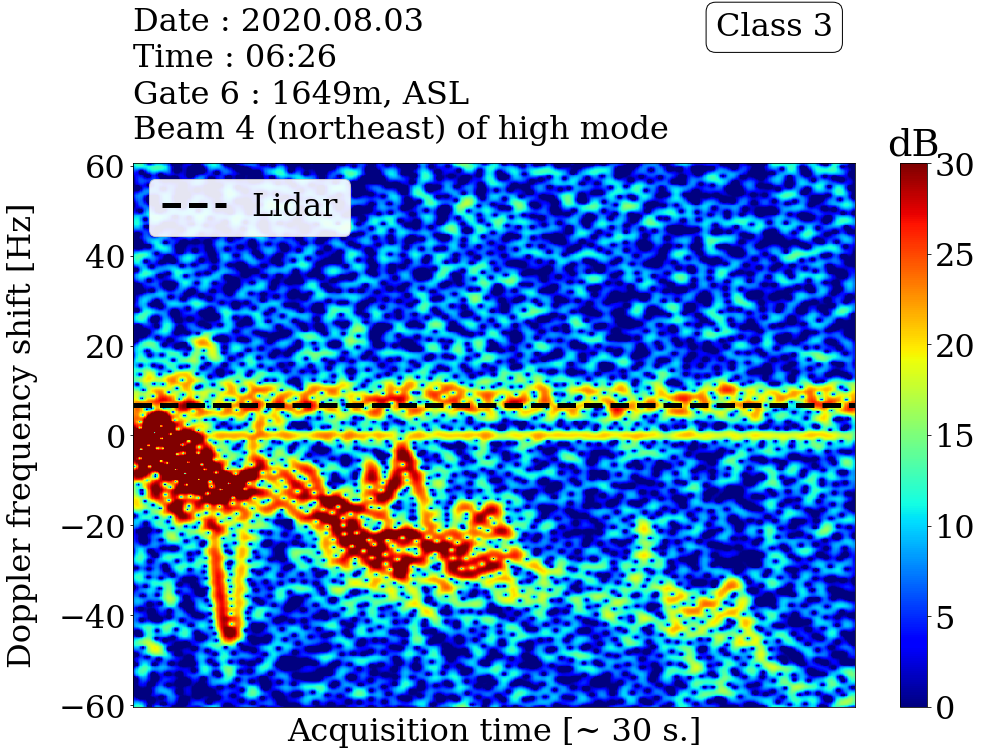 Date : 2020.08.03
Time : 06:26
Gate 6 : 1649m, ASL
Beam 4 (northeast) of high mode
Class 3
dB
Lidar
Doppler frequency shift [Hz]
60
40
20
0
−20
−40
−60
30
25
20
15
10
5
0
Acquisition time [~ 30 s.]